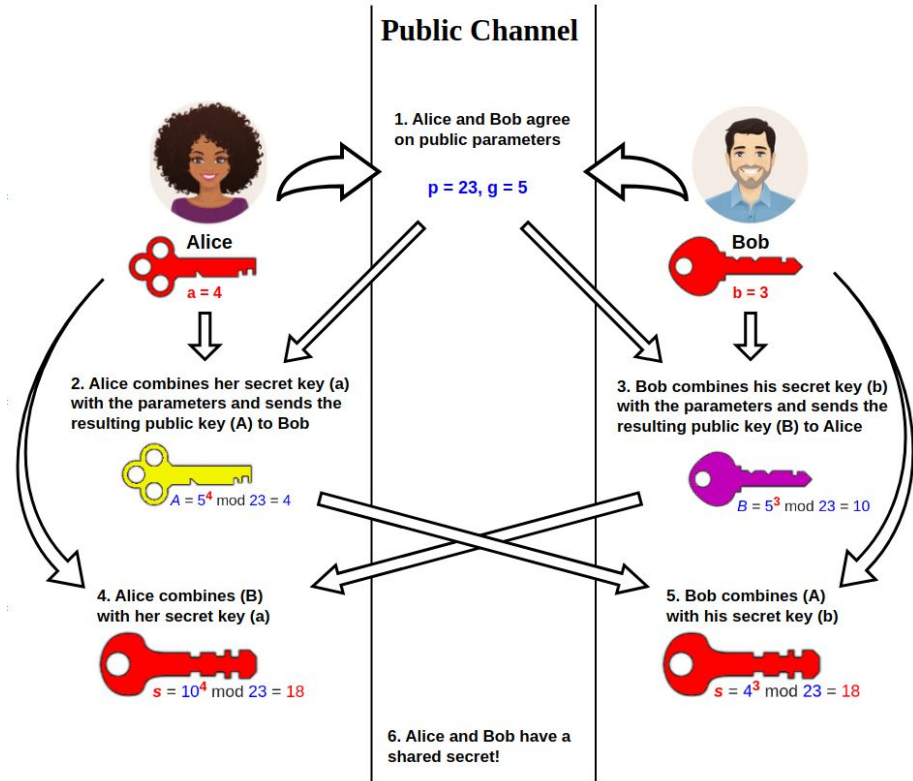 Public Channel
1. Alice and Bob agree
on public parameters
p = 23, g = 5
Alice
a = 4
Bob
b = 3
2. Alice combines her secret key (a)
with the parameters and sends the
resulting public key (A) to Bob
A = 5⁴ mod 23 = 4
3. Bob combines his secret key (b)
with the parameters and sends the
resulting public key (B) to Alice
B = 5³ mod 23 = 10
4. Alice combines (B)
with her secret key (a)
s = 10⁴ mod 23 = 18
5. Bob combines (A)
with his secret key (b)
s = 4³ mod 23 = 18
6. Alice and Bob have a
shared secret!